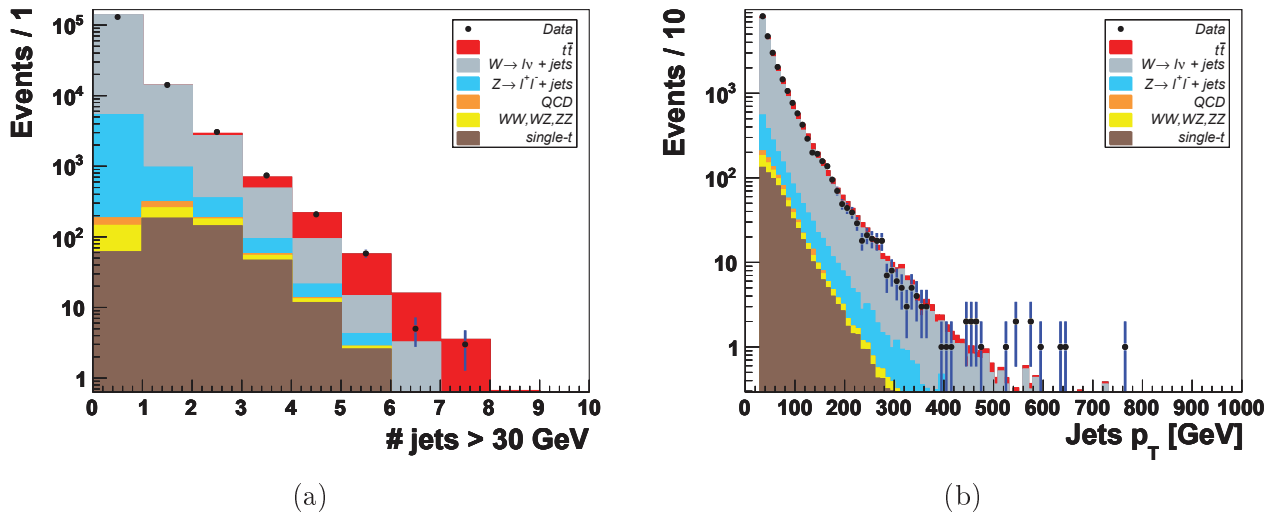 Events / 1
10⁵
10⁴
10³
10²
10
1
0 1 2 3 4 5 6 7 8 9 10
# jets > 30 GeV
Data
tt̄
W→ lν + jets
Z→ l⁺l⁻ + jets
QCD
WW,WZ,ZZ
single-t
(a)
Events / 10
10³
10²
10
1
0 100 200 300 400 500 600 700 800 900 1000
Jets p_T [GeV]
Data
tt̄
W→ lν + jets
Z→ l⁺l⁻ + jets
QCD
WW,WZ,ZZ
single-t
(b)